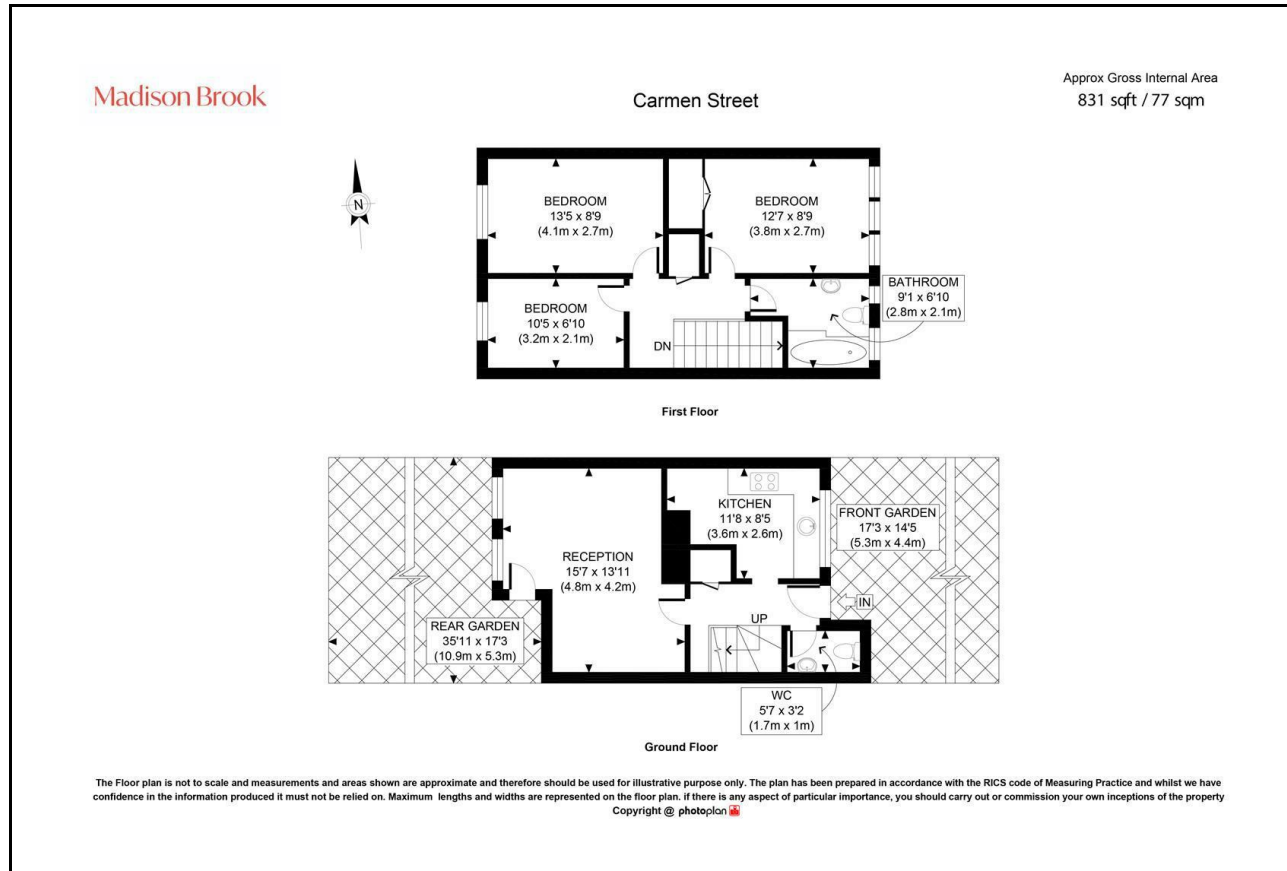 Madison Brook
Carmen Street
Approx Gross Internal Area
831 sqft / 77 sqm
N
BEDROOM
13'5 x 8'9
(4.1m x 2.7m)
BEDROOM
12'7 x 8'9
(3.8m x 2.7m)
BEDROOM
10'5 x 6'10
(3.2m x 2.1m)
BATHROOM
9'1 x 6'10
(2.8m x 2.1m)
DN
First Floor
KITCHEN
11'8 x 8'5
(3.6m x 2.6m)
FRONT GARDEN
17'3 x 14'5
(5.3m x 4.4m)
RECEPTION
15'7 x 13'11
(4.8m x 4.2m)
IN
UP
REAR GARDEN
35'11 x 17'3
(10.9m x 5.3m)
WC
5'7 x 3'2
(1.7m x 1m)
Ground Floor
The Floor plan is not to scale and measurements and areas shown are approximate and therefore should be used for illustrative purpose only. The plan has been prepared in accordance with the RICS code of Measuring Practice and whilst we have
confidence in the information produced it must not be relied on. Maximum lengths and widths are represented on the floor plan. if there is any aspect of particular importance, you should carry out or commission your own inceptions of the property
Copyright @ photoplan